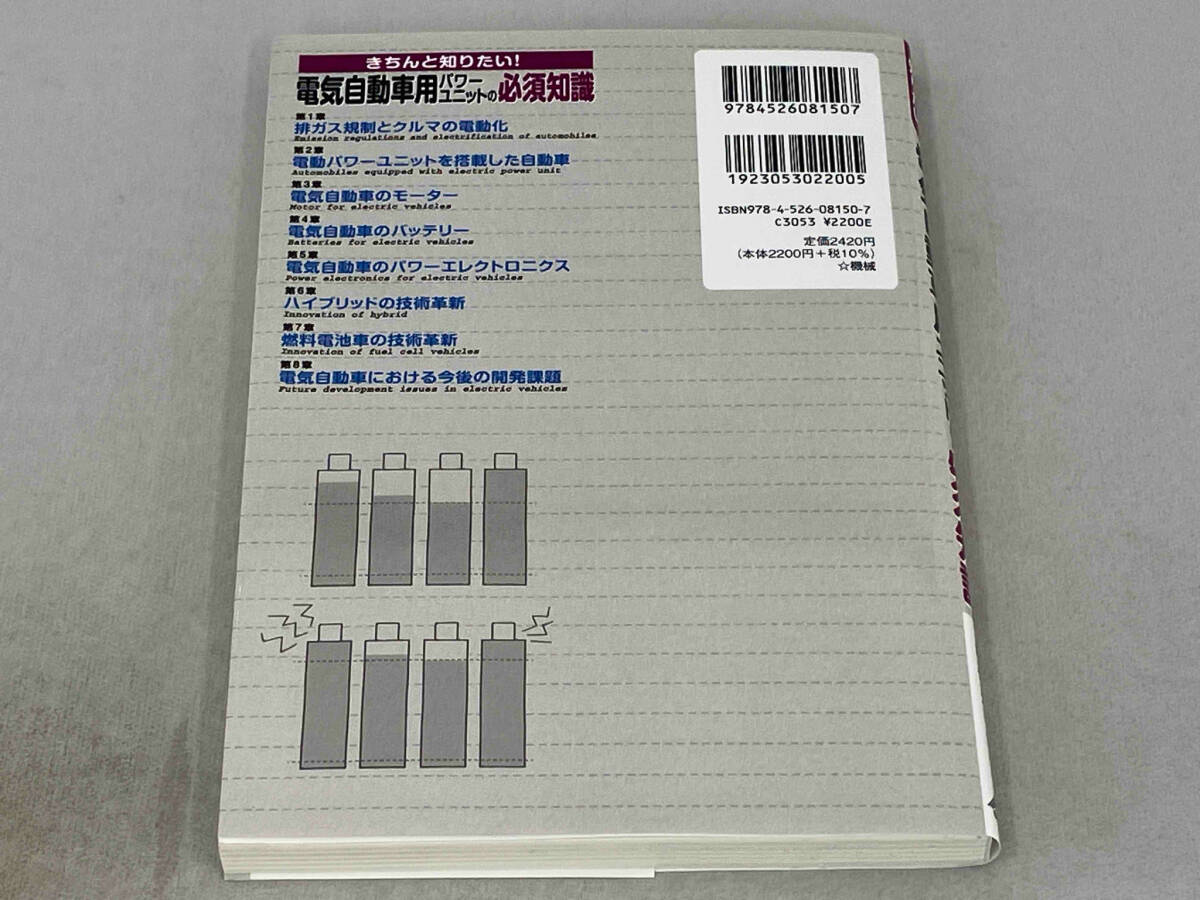 きちんと知りたい!
電気自動車用パワーユニットの必須知識
第1章
排ガス規制とクルマの電動化
Emission regulations and electrification of automobiles
第2章
電動パワーユニットを搭載した自動車
Automobiles equipped with electric power unit
第3章
電気自動車のモーター
Motor for electric vehicles
第4章
電気自動車のバッテリー
Batteries for electric vehicles
第5章
電気自動車のパワーエレクトロニクス
Power electronics for electric vehicles
第6章
ハイブリッドの技術革新
Innovation of hybrid
第7章
燃料電池車の技術革新
Innovation of fuel cell vehicles
第8章
電気自動車における今後の開発課題
Future development issues in electric vehicles
9784526081507
1923053022005
ISBN978-4-526-08150-7
C3053 ¥2200E
定価2420円
(本体2200円+税10%)
☆機械